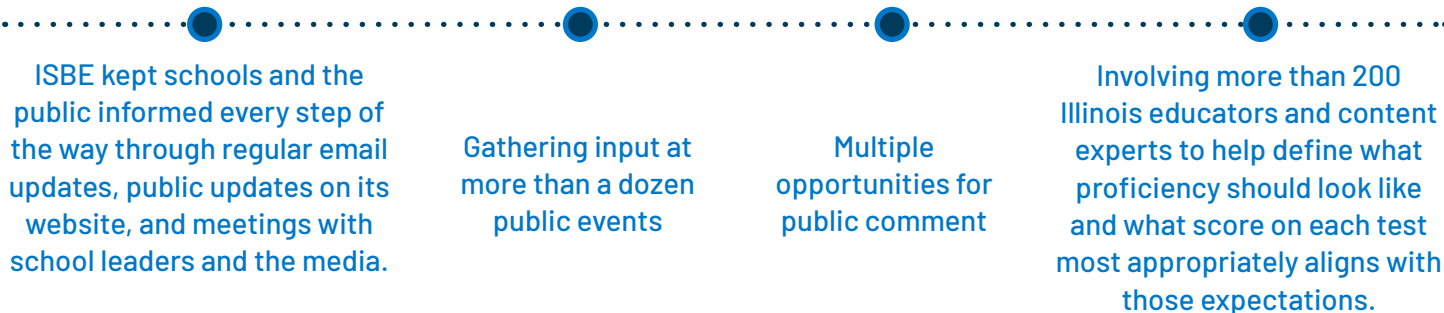 ISBE kept schools and the
public informed every step of
the way through regular email
updates, public updates on its
website, and meetings with
school leaders and the media.
Gathering input at
more than a dozen
public events
Multiple
opportunities for
public comment
Involving more than 200
Illinois educators and content
experts to help define what
proficiency should look like
and what score on each test
most appropriately aligns with
those expectations.